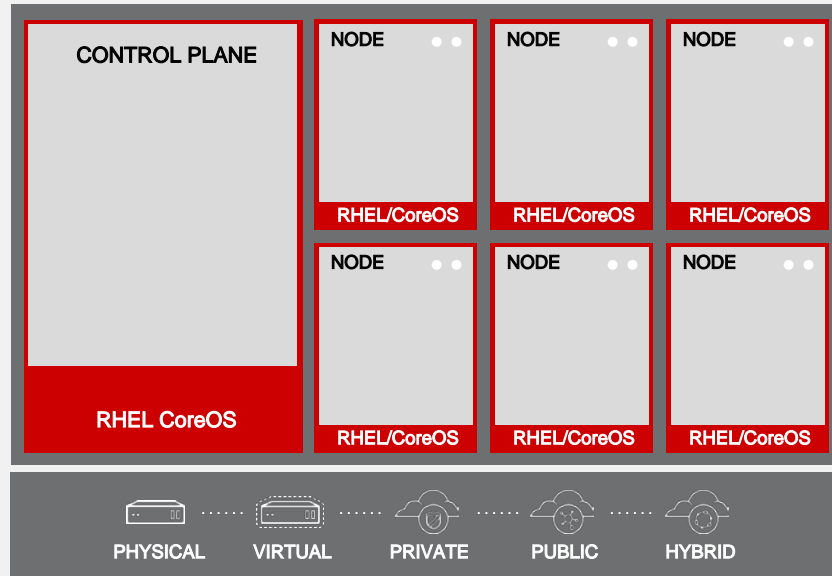 CONTROL PLANE
RHEL CoreOS
NODE
RHEL/CoreOS
NODE
RHEL/CoreOS
NODE
RHEL/CoreOS
NODE
RHEL/CoreOS
NODE
RHEL/CoreOS
NODE
RHEL/CoreOS
PHYSICAL
VIRTUAL
PRIVATE
PUBLIC
HYBRID